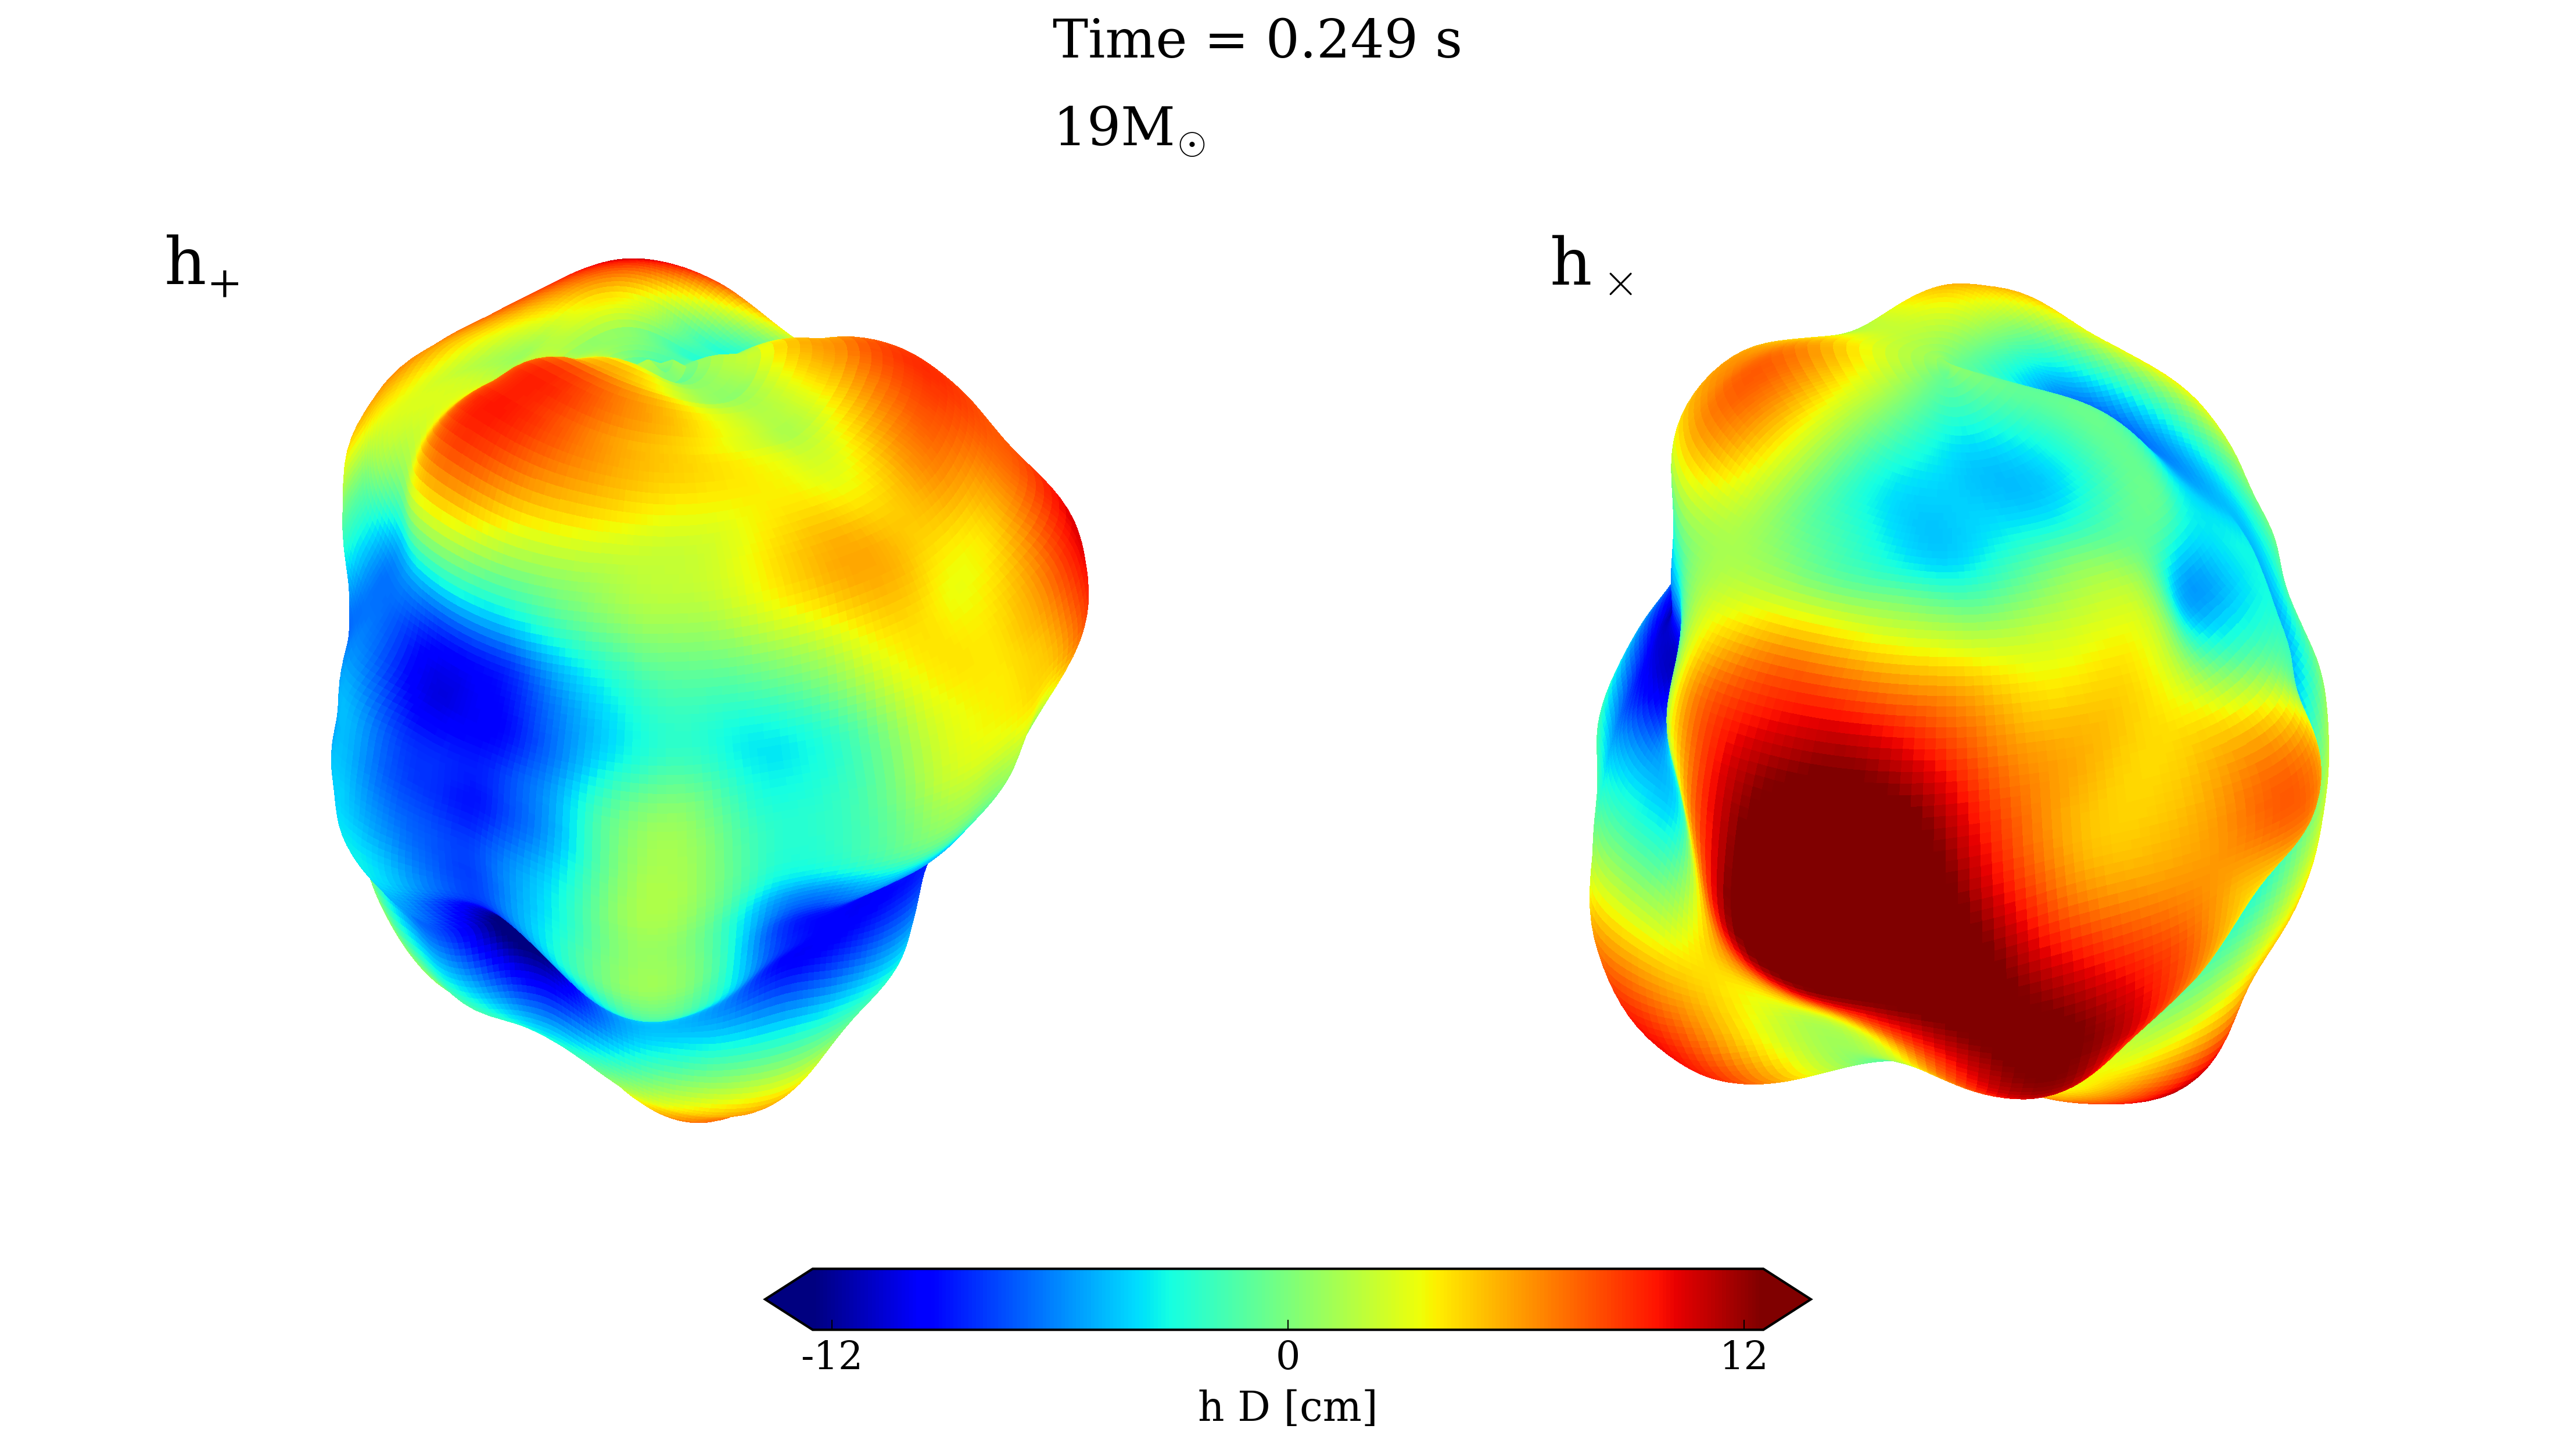 Time = 0.249 s
19M☉
h₊
h ×
-12 0 12
h D [cm]